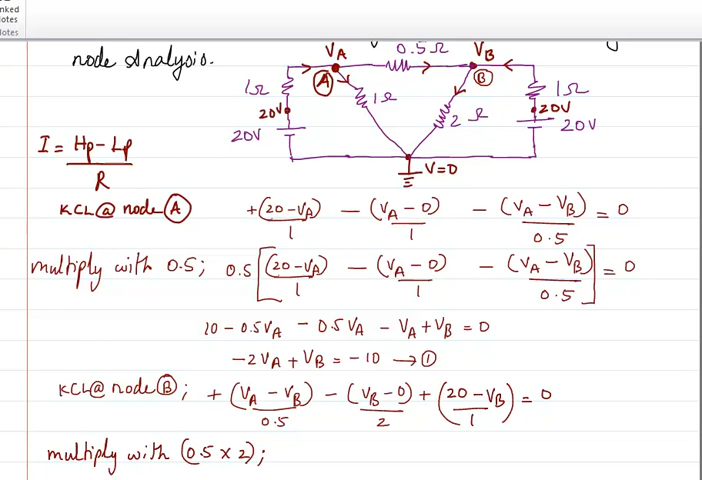 nked
Notes
lotes
node Analysis.
VA 0.5Ω VB
1Ω A 1Ω B 1Ω
20V 2 Ω 20V
20V 20V
V=0
I = Hp - Lp / R
KCL@ node A +(20-VA)/1 - (VA-0)/1 - (VA-VB)/0.5 = 0
multiply with 0.5; 0.5[(20-VA)/1 - (VA-0)/1 - (VA-VB)/0.5] = 0
10 - 0.5VA - 0.5VA - VA + VB = 0
-2VA + VB = -10 → ①
KCL@ node B; +(VA-VB)/0.5 - (VB-0)/2 + (20-VB)/1 = 0
multiply with (0.5 x 2);